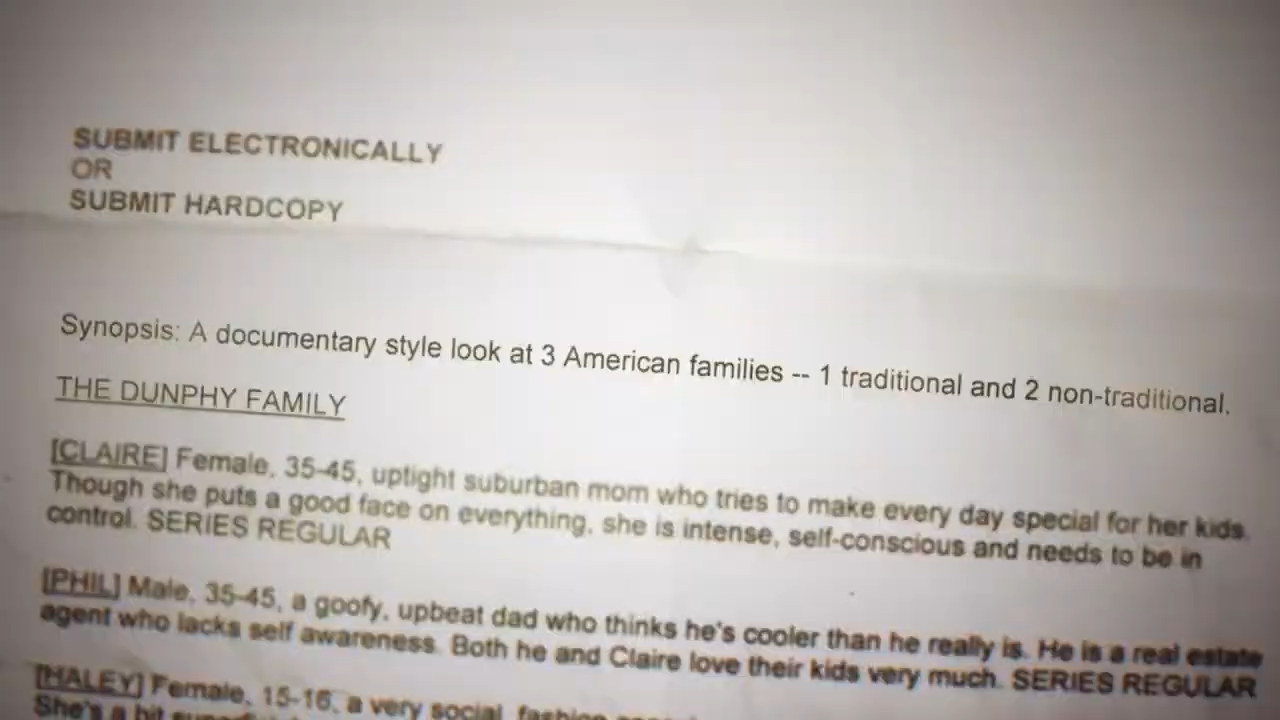 SUBMIT ELECTRONICALLY
OR
SUBMIT HARDCOPY
Synopsis: A documentary style look at 3 American families -- 1 traditional and 2 non-traditional.
THE DUNPHY FAMILY
[CLAIRE] Female, 35-45, uptight suburban mom who tries to make every day special for her kids.
Though she puts a good face on everything, she is intense, self-conscious and needs to be in
control. SERIES REGULAR
[PHIL] Male, 35-45, a goofy, upbeat dad who thinks he's cooler than he really is. He is a real estate
agent who lacks self awareness. Both he and Claire love their kids very much. SERIES REGULAR
[HALEY] Female, 15-16, a very social, fashion
She's a bit